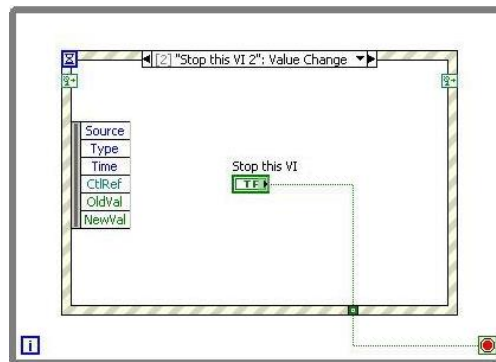 [2] "Stop this VI 2": Value Change
Source
Type
Time
CtlRef
OldVal
NewVal
Stop this VI
TF
i